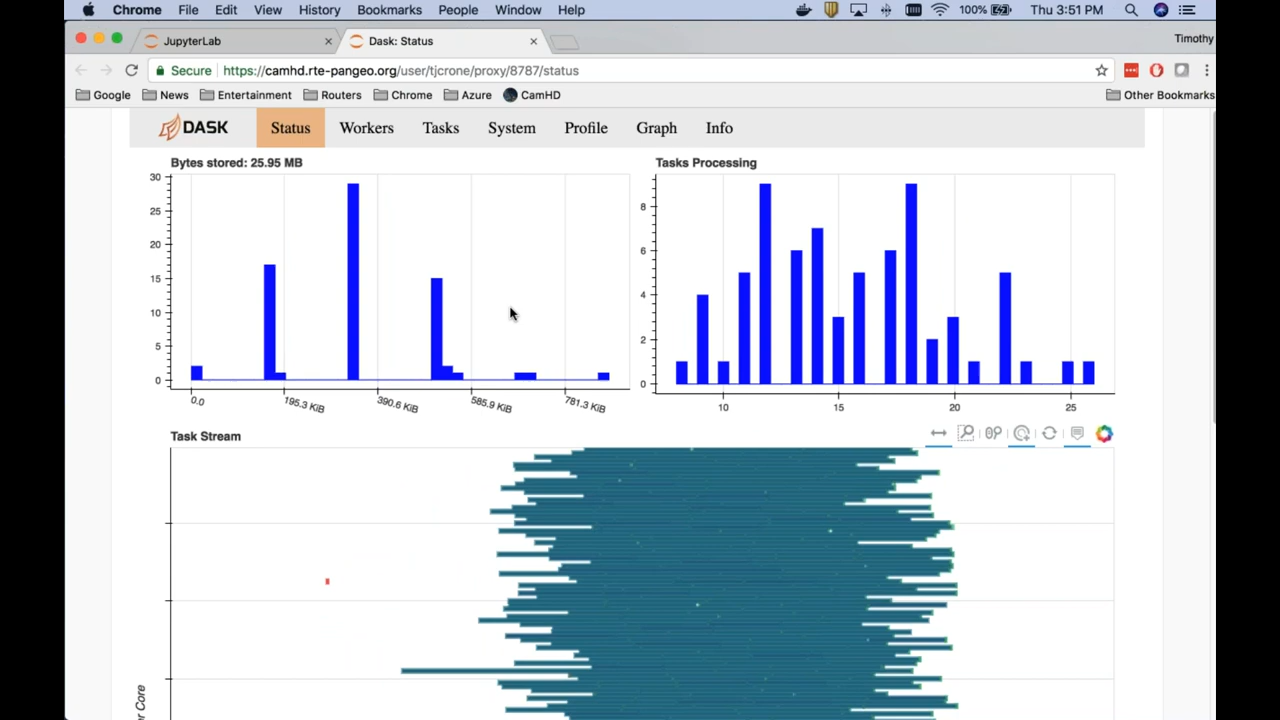 Chrome File Edit View History Bookmarks People Window Help 100% Thu 3:51 PM
JupyterLab Dask: Status Timothy
Secure https://camhd.rte-pangeo.org/user/tjcrone/proxy/8787/status
Google News Entertainment Routers Chrome Azure CamHD Other Bookmarks
DASK Status Workers Tasks System Profile Graph Info
Bytes stored: 25.95 MB
30
25
20
15
10
5
0
0.0 195.3 KiB 390.6 KiB 585.9 KiB 781.3 KiB
Tasks Processing
8
6
4
2
0
10 15 20 25
Task Stream
or Core